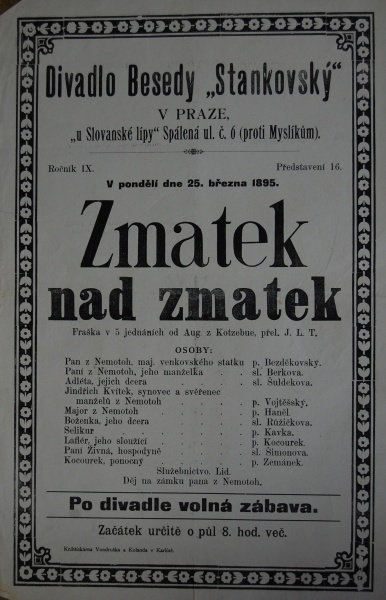 Divadlo Besedy „Stankovský“
V PRAZE,
„u Slovanské lípy“ Spálená ul. č. 6 (proti Myslíkům).
Ročník IX. Představení 16.
V pondělí dne 25. března 1895.
Zmatek
nad zmatek
Fraška v 5 jednáních od Aug z Kotzebue, přel. J. L. T.
OSOBY:
Pan z Nemotoh, maj. venkovského statku p. Bezděkovský.
Paní z Nemotoh, jeho manželka . . sl. Berkova.
Adléta, jejich dcera . . . . sl. Šuldekova.
Jindřich Kvítek, synovec a svěřenec
manželů z Nemotoh . . . . p. Vojtěšský.
Major z Nemotoh . . . . p. Haněl.
Boženka, jeho dcera . . . . sl. Růžičkova.
Selikur . . . . . . p. Kavka.
Laflér, jeho sloužící . . . . p. Kocourek.
Paní Živná, hospodyně . . . . sl. Šimonova.
Kocourek, ponocný . . . . . p. Zemánek.
Služebnictvo. Lid.
Děj na zámku pana z Nemotoh.
Po divadle volná zábava.
Začátek určitě o půl 8. hod. več.